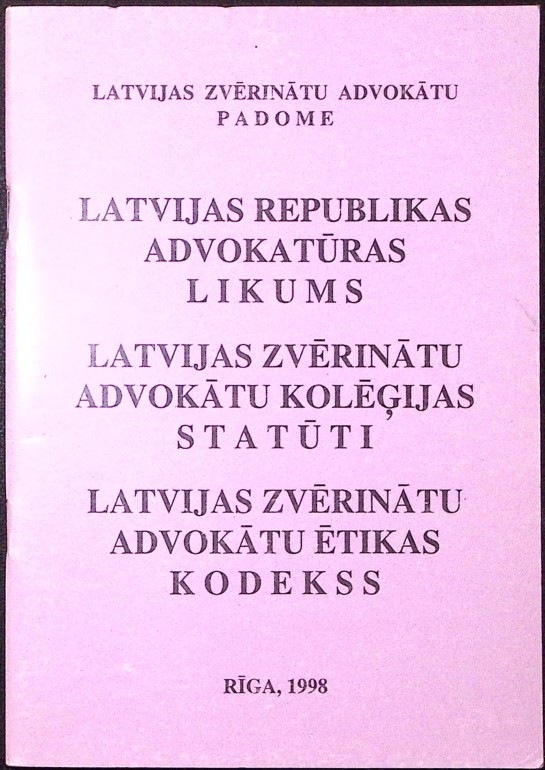 LATVIJAS ZVĒRINĀTU ADVOKĀTU
PADOME
LATVIJAS REPUBLIKAS
ADVOKATŪRAS
LIKUMS
LATVIJAS ZVĒRINĀTU
ADVOKĀTU KOLĒĢIJAS
STATŪTI
LATVIJAS ZVĒRINĀTU
ADVOKĀTU ĒTIKAS
KODEKSS
RĪGA, 1998